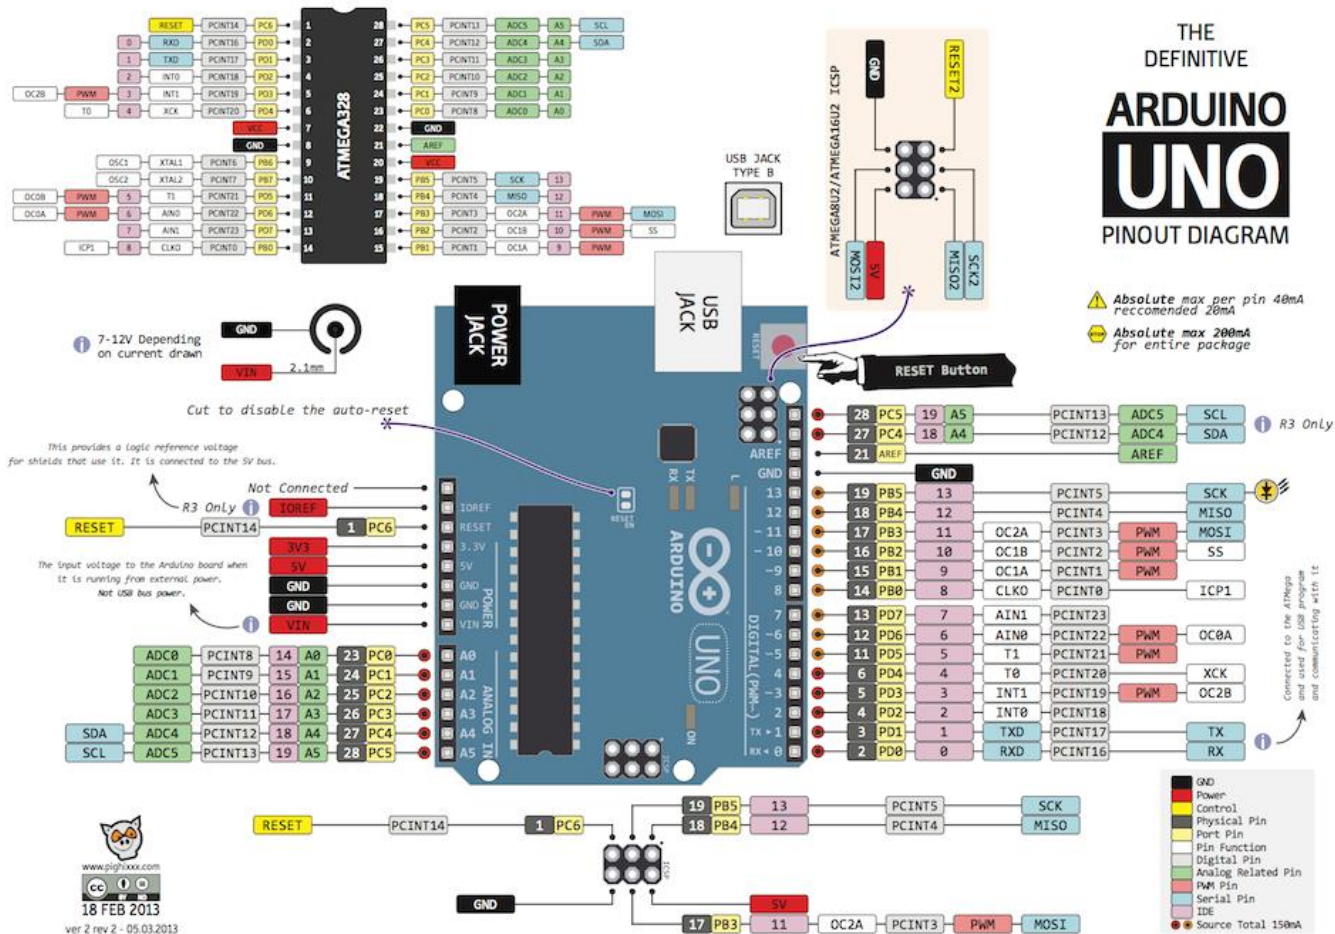 THE
DEFINITIVE
ARDUINO
UNO
PINOUT DIAGRAM
Absolute max per pin 40mA
reccomended 20mA
Absolute max 200mA
for entire package
ATMEGA328
RESET PCINT14 PC6 1
0 RXD PCINT16 PD0 2
1 TXD PCINT17 PD1 3
2 INT0 PCINT18 PD2 4
OC2B PWM 3 INT1 PCINT19 PD3 5
T0 4 XCK PCINT20 PD4 6
VCC 7
GND 8
OSC1 XTAL1 PCINT6 PB6 9
OSC2 XTAL2 PCINT7 PB7 10
OC0B PWM 5 T1 PCINT21 PD5 11
OC0A PWM 6 AIN0 PCINT22 PD6 12
7 AIN1 PCINT23 PD7 13
ICP1 8 CLKO PCINT0 PB0 14
28 PC5 PCINT13 ADC5 A5 SCL
27 PC4 PCINT12 ADC4 A4 SDA
26 PC3 PCINT11 ADC3 A3
25 PC2 PCINT10 ADC2 A2
24 PC1 PCINT9 ADC1 A1
23 PC0 PCINT8 ADC0 A0
22 GND
21 AREF
20 VCC
19 PB5 PCINT5 SCK 13
18 PB4 PCINT4 MISO 12
17 PB3 PCINT3 OC2A 11 PWM MOSI
16 PB2 PCINT2 OC1B 10 PWM SS
15 PB1 PCINT1 OC1A 9 PWM
USB JACK
TYPE B
ATMEGA8U2/ATMEGA16U2 ICSP
GND
RESET2
MOSI2
5V
MISO2
SCK2
7-12V Depending
on current drawn
GND
VIN
2.1mm
POWER
JACK
USB
JACK
RESET
RESET Button
Cut to disable the auto-reset
This provides a logic reference voltage
for shields that use it. It is connected to the 5V bus.
Not Connected
R3 Only IOREF
RESET PCINT14 1 PC6
3V3
5V
GND
GND
VIN
The input voltage to the Arduino board when
it is running from external power.
Not USB bus power.
ADC0 PCINT8 14 A0 23 PC0
ADC1 PCINT9 15 A1 24 PC1
ADC2 PCINT10 16 A2 25 PC2
ADC3 PCINT11 17 A3 26 PC3
SDA ADC4 PCINT12 18 A4 27 PC4
SCL ADC5 PCINT13 19 A5 28 PC5
IOREF
RESET
3.3V
5V
GND
GND
VIN
POWER
A0
A1
A2
A3
A4
A5
ANALOG IN
RESET
EN
RX
TX
L
ARDUINO
UNO
ON
ICSP
AREF
GND
13
12
~11
~10
~9
8
7
~6
~5
4
~3
2
TX ▸ 1
RX ◂ 0
DIGITAL(PWM~)
28 PC5 19 A5 PCINT13 ADC5 SCL
27 PC4 18 A4 PCINT12 ADC4 SDA
R3 Only
21 AREF AREF
GND
19 PB5 13 PCINT5 SCK
18 PB4 12 PCINT4 MISO
17 PB3 11 OC2A PCINT3 PWM MOSI
16 PB2 10 OC1B PCINT2 PWM SS
15 PB1 9 OC1A PCINT1 PWM
14 PB0 8 CLKO PCINT0 ICP1
13 PD7 7 AIN1 PCINT23
12 PD6 6 AIN0 PCINT22 PWM OC0A
11 PD5 5 T1 PCINT21 PWM
6 PD4 4 T0 PCINT20 XCK
5 PD3 3 INT1 PCINT19 PWM OC2B
4 PD2 2 INT0 PCINT18
3 PD1 1 TXD PCINT17 TX
2 PD0 0 RXD PCINT16 RX
Connected to the ATMega
and used for USB program
and communicating with it
RESET PCINT14 1 PC6
19 PB5 13 PCINT5 SCK
18 PB4 12 PCINT4 MISO
ICSP
GND
5V
17 PB3 11 OC2A PCINT3 PWM MOSI
GND
Power
Control
Physical Pin
Port Pin
Pin Function
Digital Pin
Analog Related Pin
PWM Pin
Serial Pin
IDE
Source Total 150mA
www.pighixxx.com
cc
BY ND
18 FEB 2013
ver 2 rev 2 - 05.03.2013